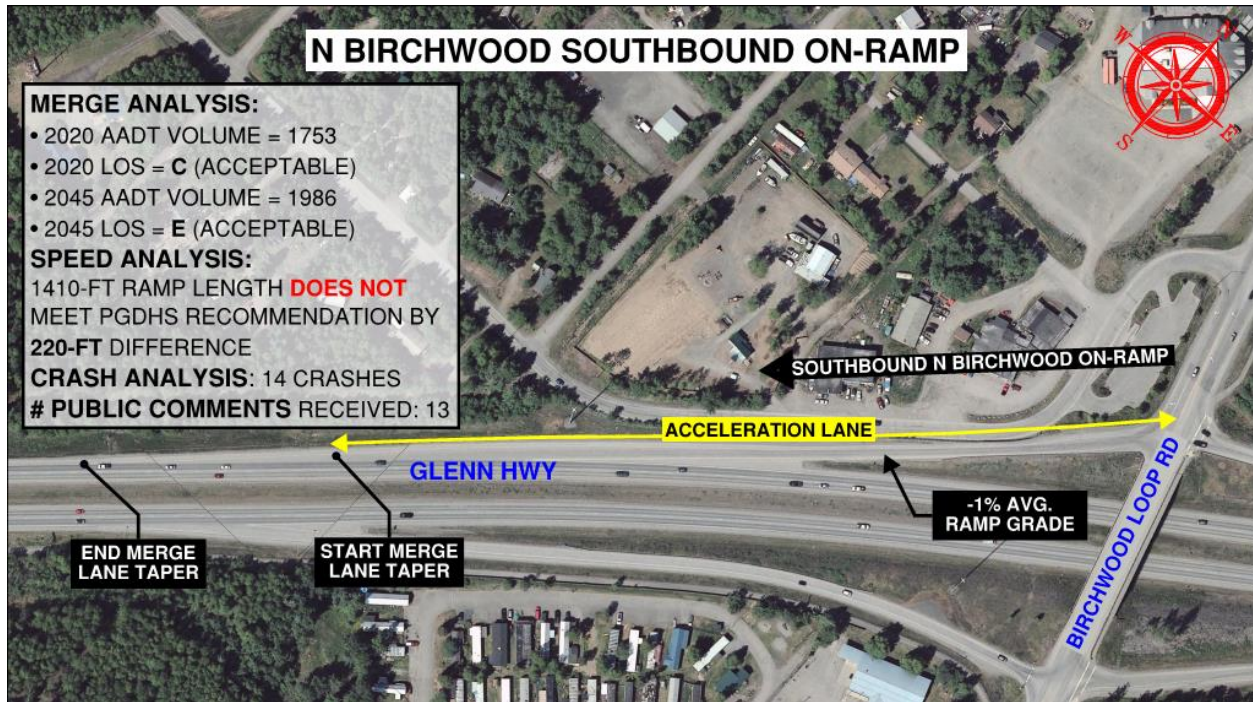 N BIRCHWOOD SOUTHBOUND ON-RAMP
N
W
E
S
MERGE ANALYSIS:
• 2020 AADT VOLUME = 1753
• 2020 LOS = C (ACCEPTABLE)
• 2045 AADT VOLUME = 1986
• 2045 LOS = E (ACCEPTABLE)
SPEED ANALYSIS:
1410-FT RAMP LENGTH DOES NOT
MEET PGDHS RECOMMENDATION BY
220-FT DIFFERENCE
CRASH ANALYSIS: 14 CRASHES
# PUBLIC COMMENTS RECEIVED: 13
SOUTHBOUND N BIRCHWOOD ON-RAMP
ACCELERATION LANE
GLENN HWY
BIRCHWOOD LOOP RD
-1% AVG.
RAMP GRADE
END MERGE
LANE TAPER
START MERGE
LANE TAPER